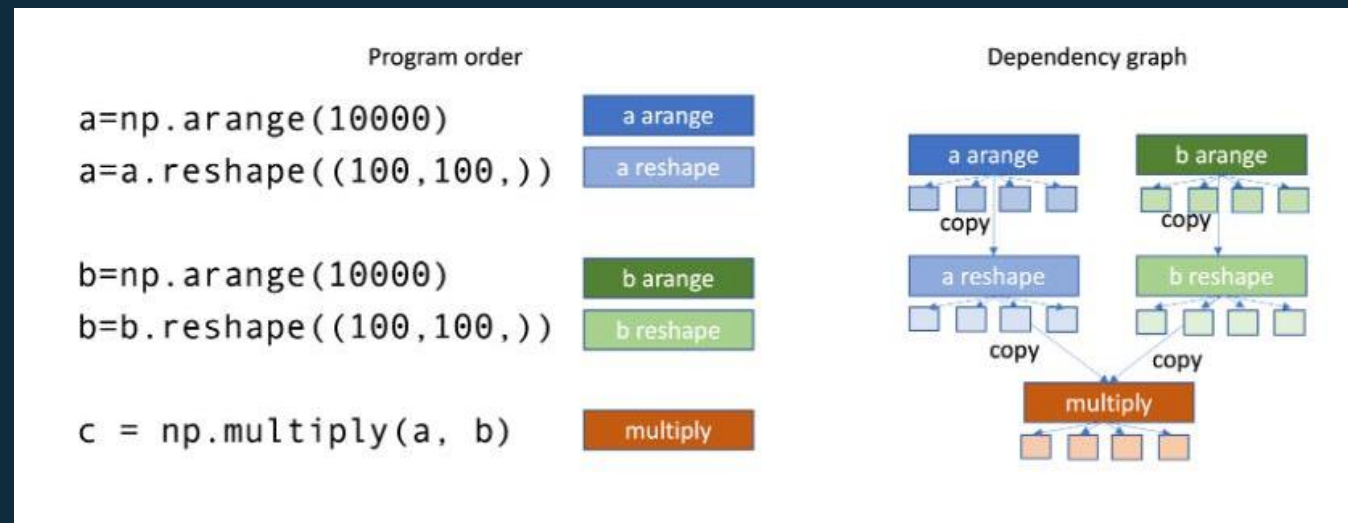 Program order
a=np.arange(10000)
a arange
a=a.reshape((100,100,))
a reshape
b=np.arange(10000)
b arange
b=b.reshape((100,100,))
b reshape
c = np.multiply(a, b)
multiply
Dependency graph
a arange
b arange
copy
copy
a reshape
b reshape
copy
copy
multiply